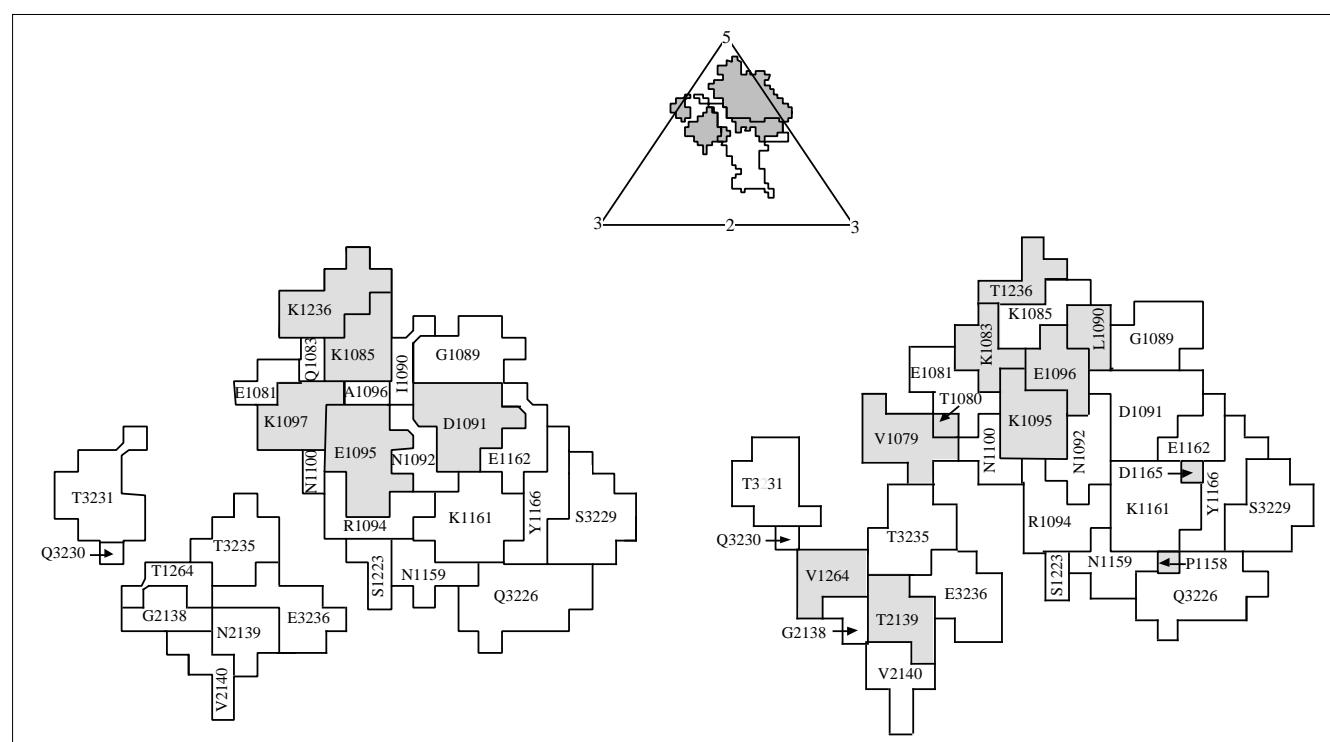 5
3
2
3
K1236
Q1083
K1085
I1090
G1089
E1081
A1096
K1097
D1091
E1095
N1092
E1162
N1100
T3231
R1094
K1161
Y1166
S3229
Q3230
T3235
T1264
S1223
N1159
Q3226
G2138
N2139
E3236
V2140
T1236
K1085
K1083
L1090
G1089
E1081
E1096
T1080
K1095
D1091
V1079
N1100
N1092
E1162
D1165
T3231
K1161
Y1166
S3229
R1094
Q3230
T3235
V1264
S1223
N1159
P1158
E3236
Q3226
T2139
G2138
V2140